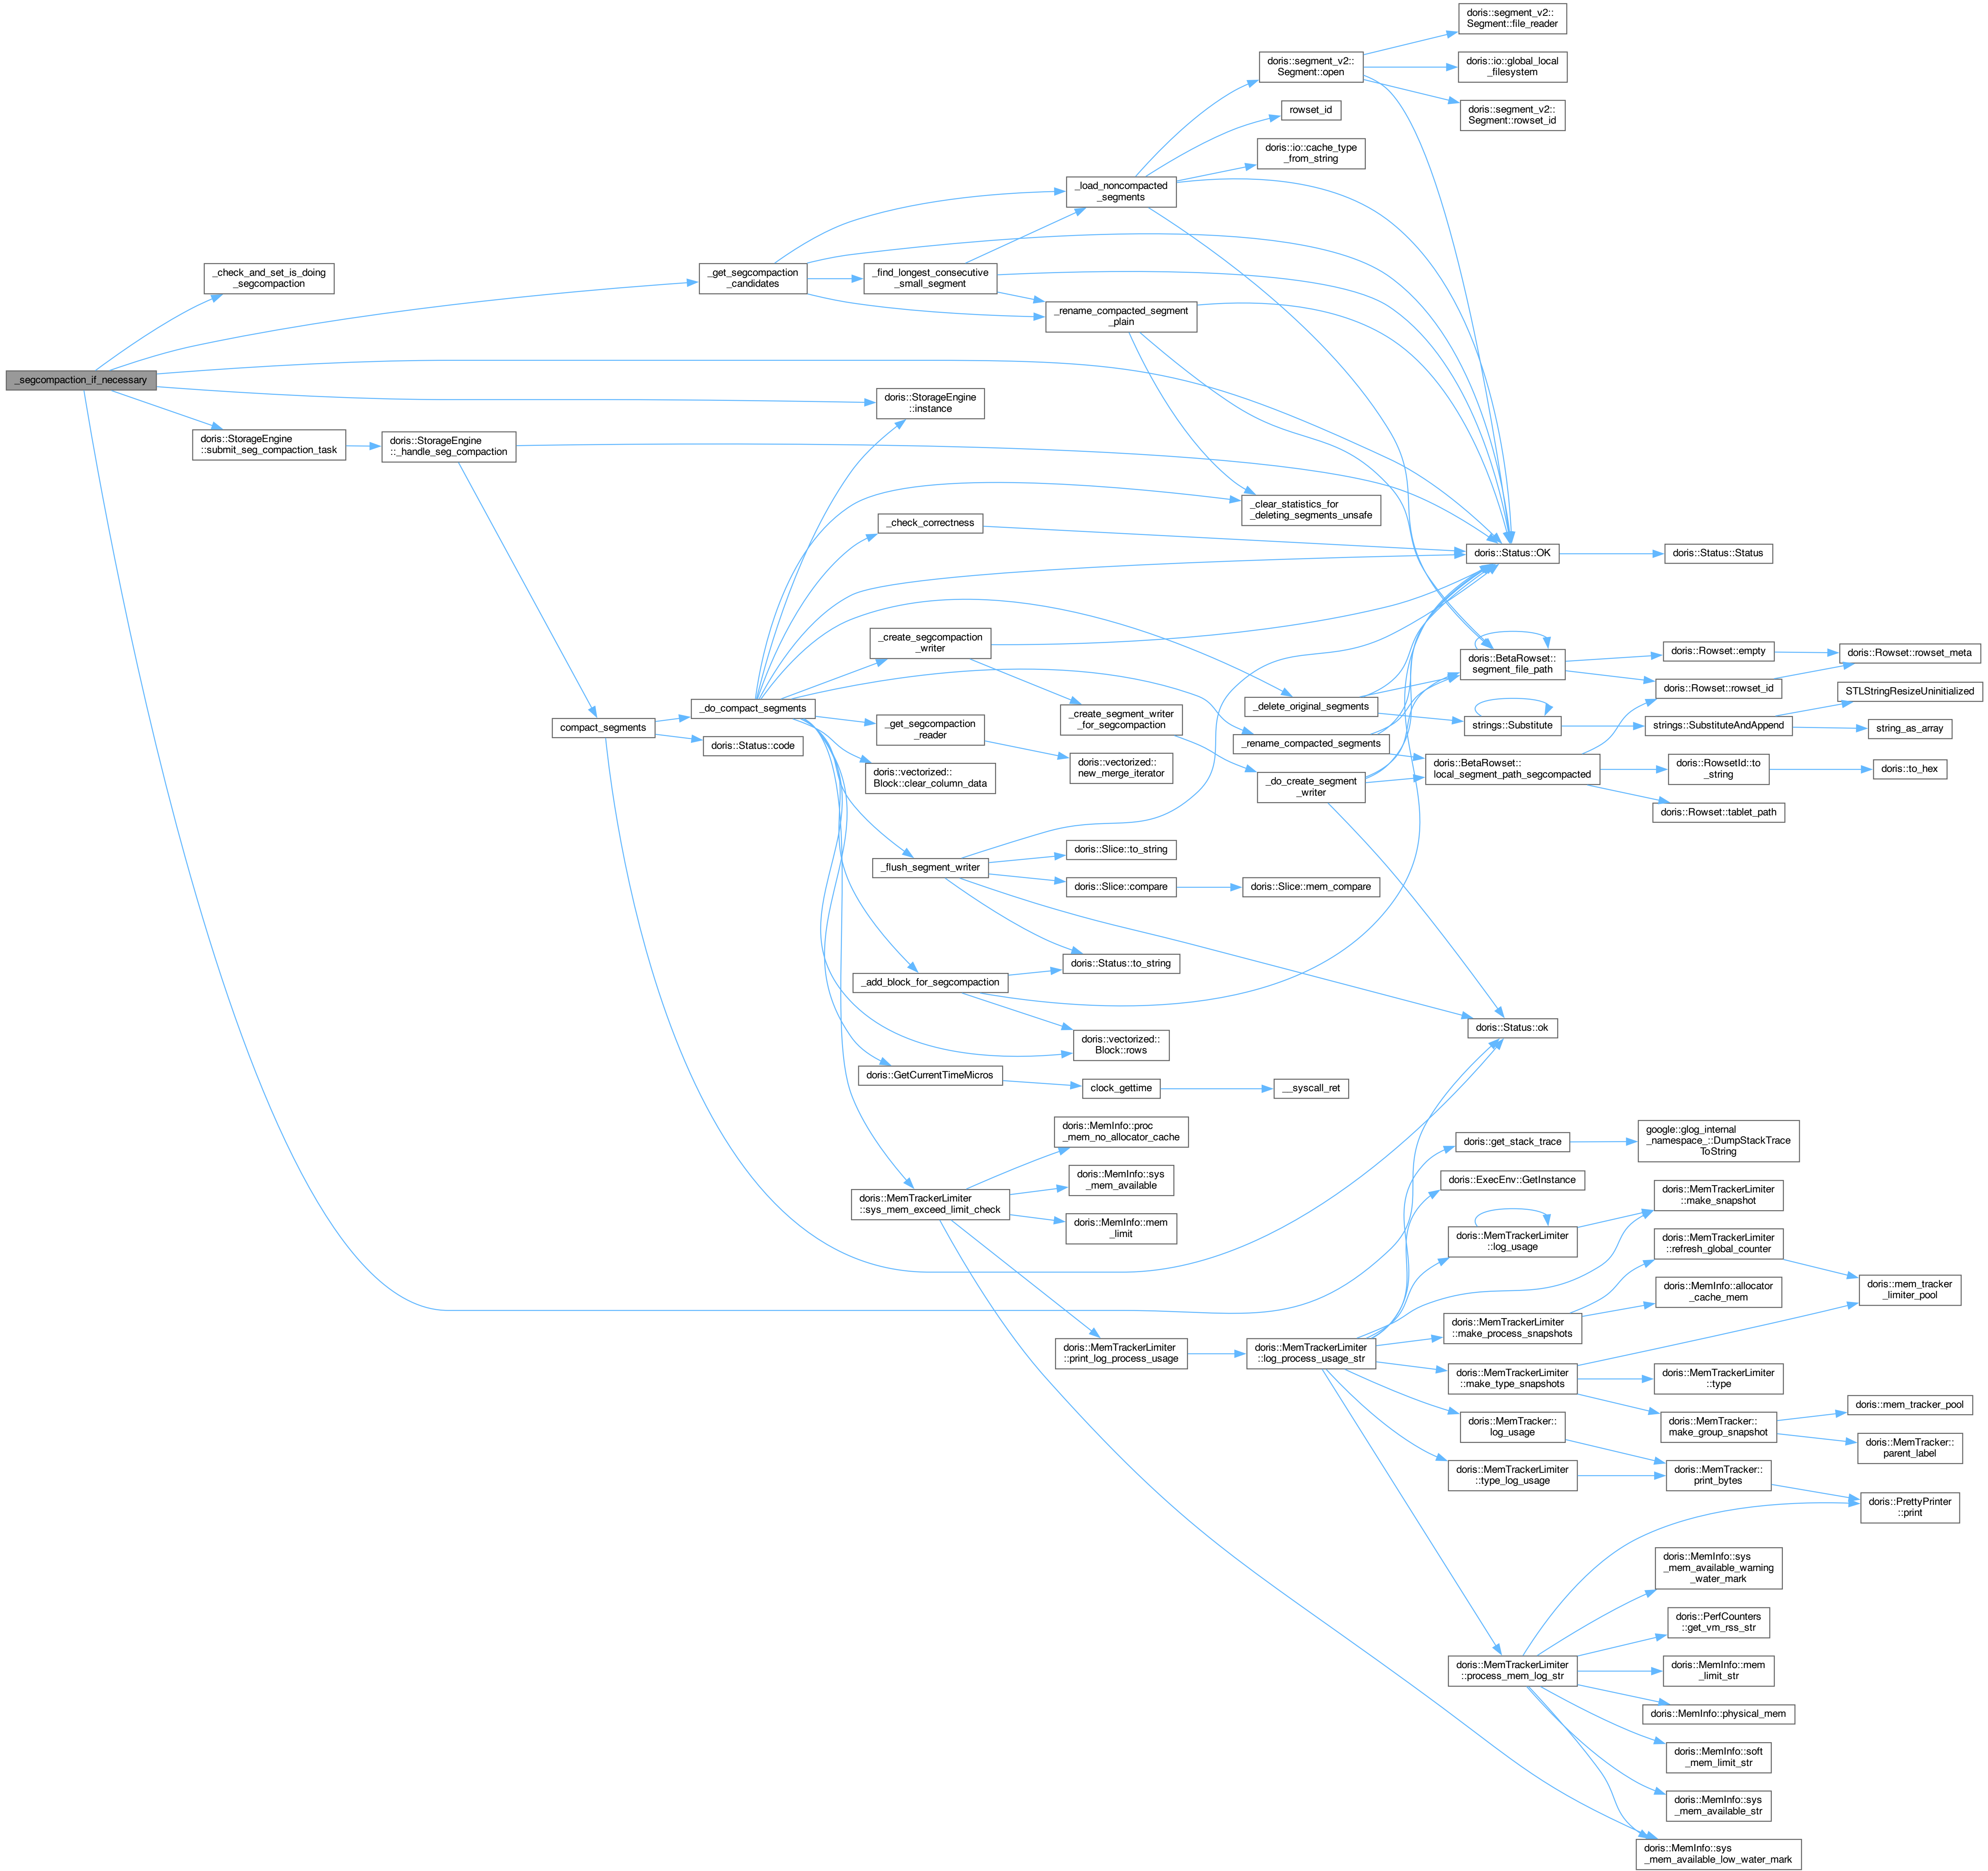 _segcompaction_if_necessary
_check_and_set_is_doing
_segcompaction
_get_segcompaction
_candidates
doris::StorageEngine
::submit_seg_compaction_task
doris::StorageEngine
::_handle_seg_compaction
compact_segments
_do_compact_segments
doris::Status::code
_find_longest_consecutive
_small_segment
doris::StorageEngine
::instance
_check_correctness
_create_segcompaction
_writer
_get_segcompaction
_reader
doris::vectorized::
Block::clear_column_data
_flush_segment_writer
_add_block_for_segcompaction
doris::GetCurrentTimeMicros
doris::MemTrackerLimiter
::sys_mem_exceed_limit_check
_load_noncompacted
_segments
_rename_compacted_segment
_plain
_create_segment_writer
_for_segcompaction
doris::vectorized::
new_merge_iterator
doris::Slice::to_string
doris::Slice::compare
doris::Status::to_string
doris::vectorized::
Block::rows
clock_gettime
doris::MemInfo::proc
_mem_no_allocator_cache
doris::MemInfo::sys
_mem_available
doris::MemInfo::mem
_limit
doris::MemTrackerLimiter
::print_log_process_usage
doris::segment_v2::
Segment::open
rowset_id
doris::io::cache_type
_from_string
_clear_statistics_for
_deleting_segments_unsafe
_delete_original_segments
_rename_compacted_segments
_do_create_segment
_writer
doris::Slice::mem_compare
__syscall_ret
doris::MemTrackerLimiter
::log_process_usage_str
doris::segment_v2::
Segment::file_reader
doris::io::global_local
_filesystem
doris::segment_v2::
Segment::rowset_id
doris::Status::OK
doris::BetaRowset::
segment_file_path
strings::Substitute
doris::BetaRowset::
local_segment_path_segcompacted
doris::Status::ok
doris::get_stack_trace
doris::ExecEnv::GetInstance
doris::MemTrackerLimiter
::log_usage
doris::MemTrackerLimiter
::make_process_snapshots
doris::MemTrackerLimiter
::make_type_snapshots
doris::MemTracker::
log_usage
doris::MemTrackerLimiter
::type_log_usage
doris::MemTrackerLimiter
::process_mem_log_str
doris::Status::Status
doris::Rowset::empty
doris::Rowset::rowset_id
strings::SubstituteAndAppend
doris::RowsetId::to
_string
doris::Rowset::tablet_path
google::glog_internal
_namespace_::DumpStackTrace
ToString
doris::MemTrackerLimiter
::make_snapshot
doris::MemTrackerLimiter
::refresh_global_counter
doris::MemInfo::allocator
_cache_mem
doris::MemTrackerLimiter
::type
doris::MemTracker::
make_group_snapshot
doris::MemTracker::
print_bytes
doris::MemInfo::sys
_mem_available_warning
_water_mark
doris::PerfCounters
::get_vm_rss_str
doris::MemInfo::mem
_limit_str
doris::MemInfo::physical_mem
doris::MemInfo::soft
_mem_limit_str
doris::MemInfo::sys
_mem_available_str
doris::MemInfo::sys
_mem_available_low_water_mark
doris::Rowset::rowset_meta
STLStringResizeUninitialized
string_as_array
doris::to_hex
doris::mem_tracker
_limiter_pool
doris::mem_tracker_pool
doris::MemTracker::
parent_label
doris::PrettyPrinter
::print